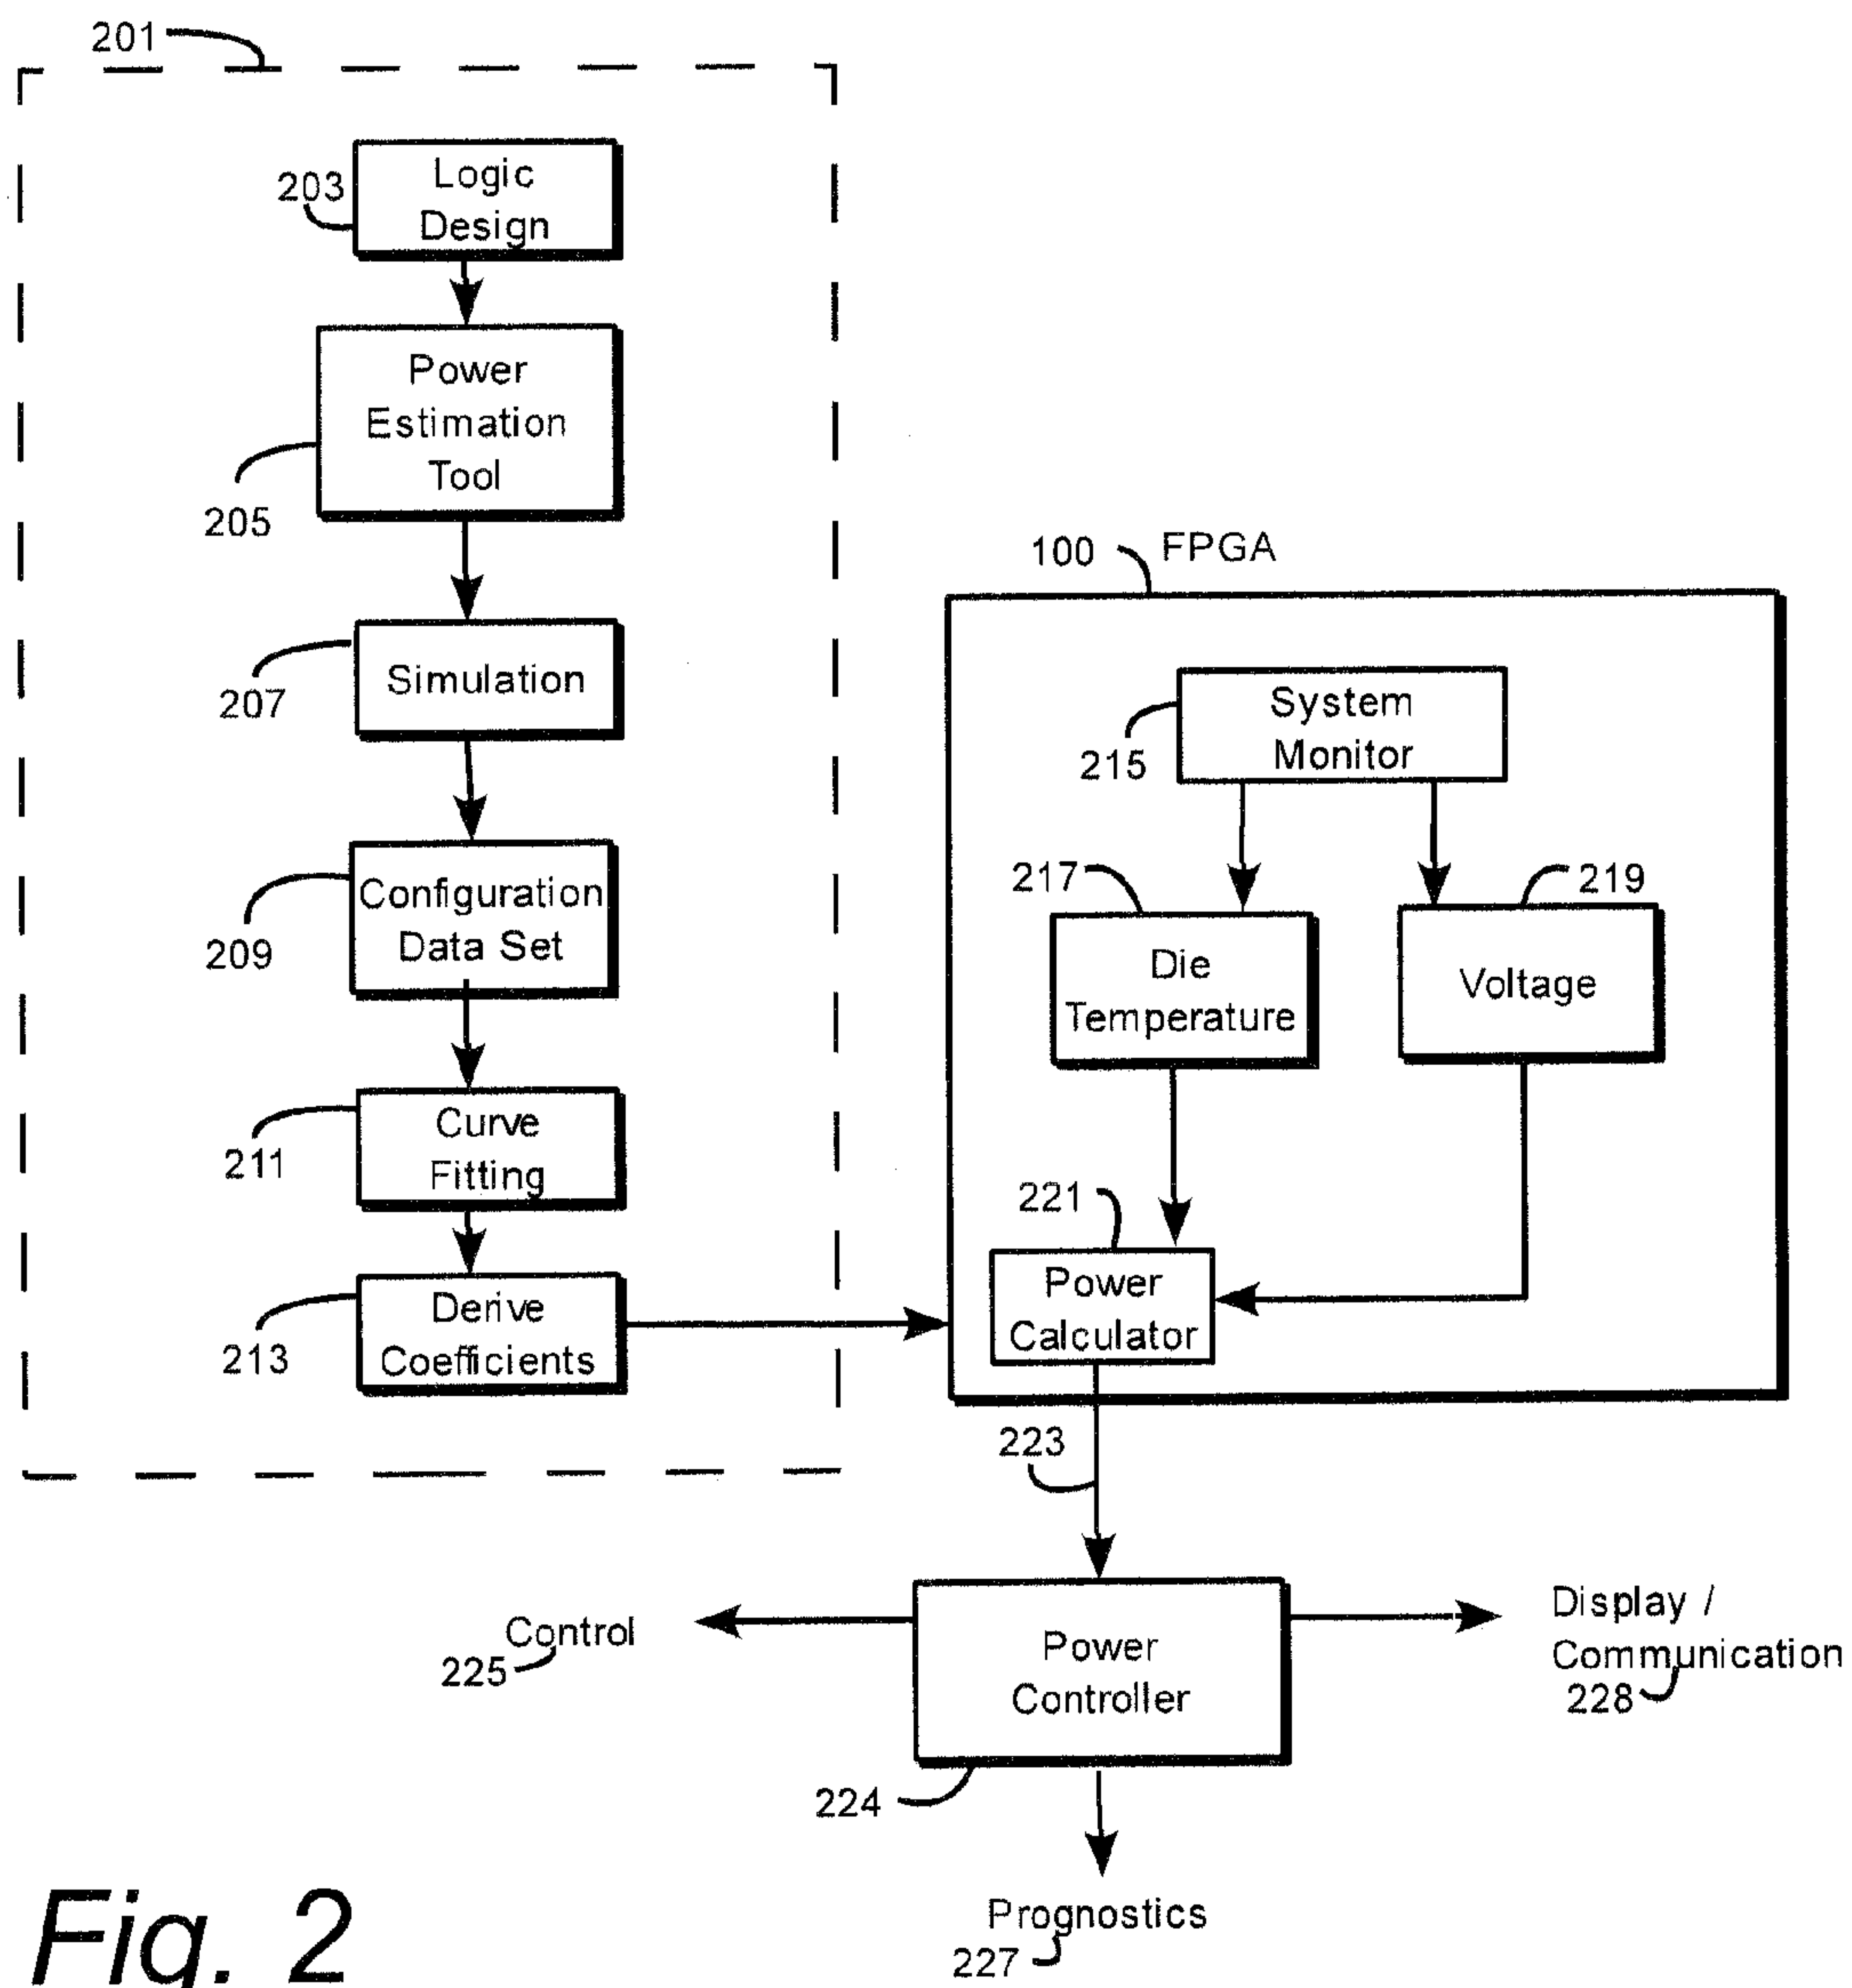 201
203
Logic
Design
Power
Estimation
Tool
205
Simulation
207
Configuration
Data Set
209
Curve
Fitting
211
Derive
Coefficients
213
100 FPGA
System
Monitor
215
217
219
Die
Temperature
Voltage
221
Power
Calculator
223
Control
225
Power
Controller
224
Display /
Communication
228
Prognostics
227
Fig. 2